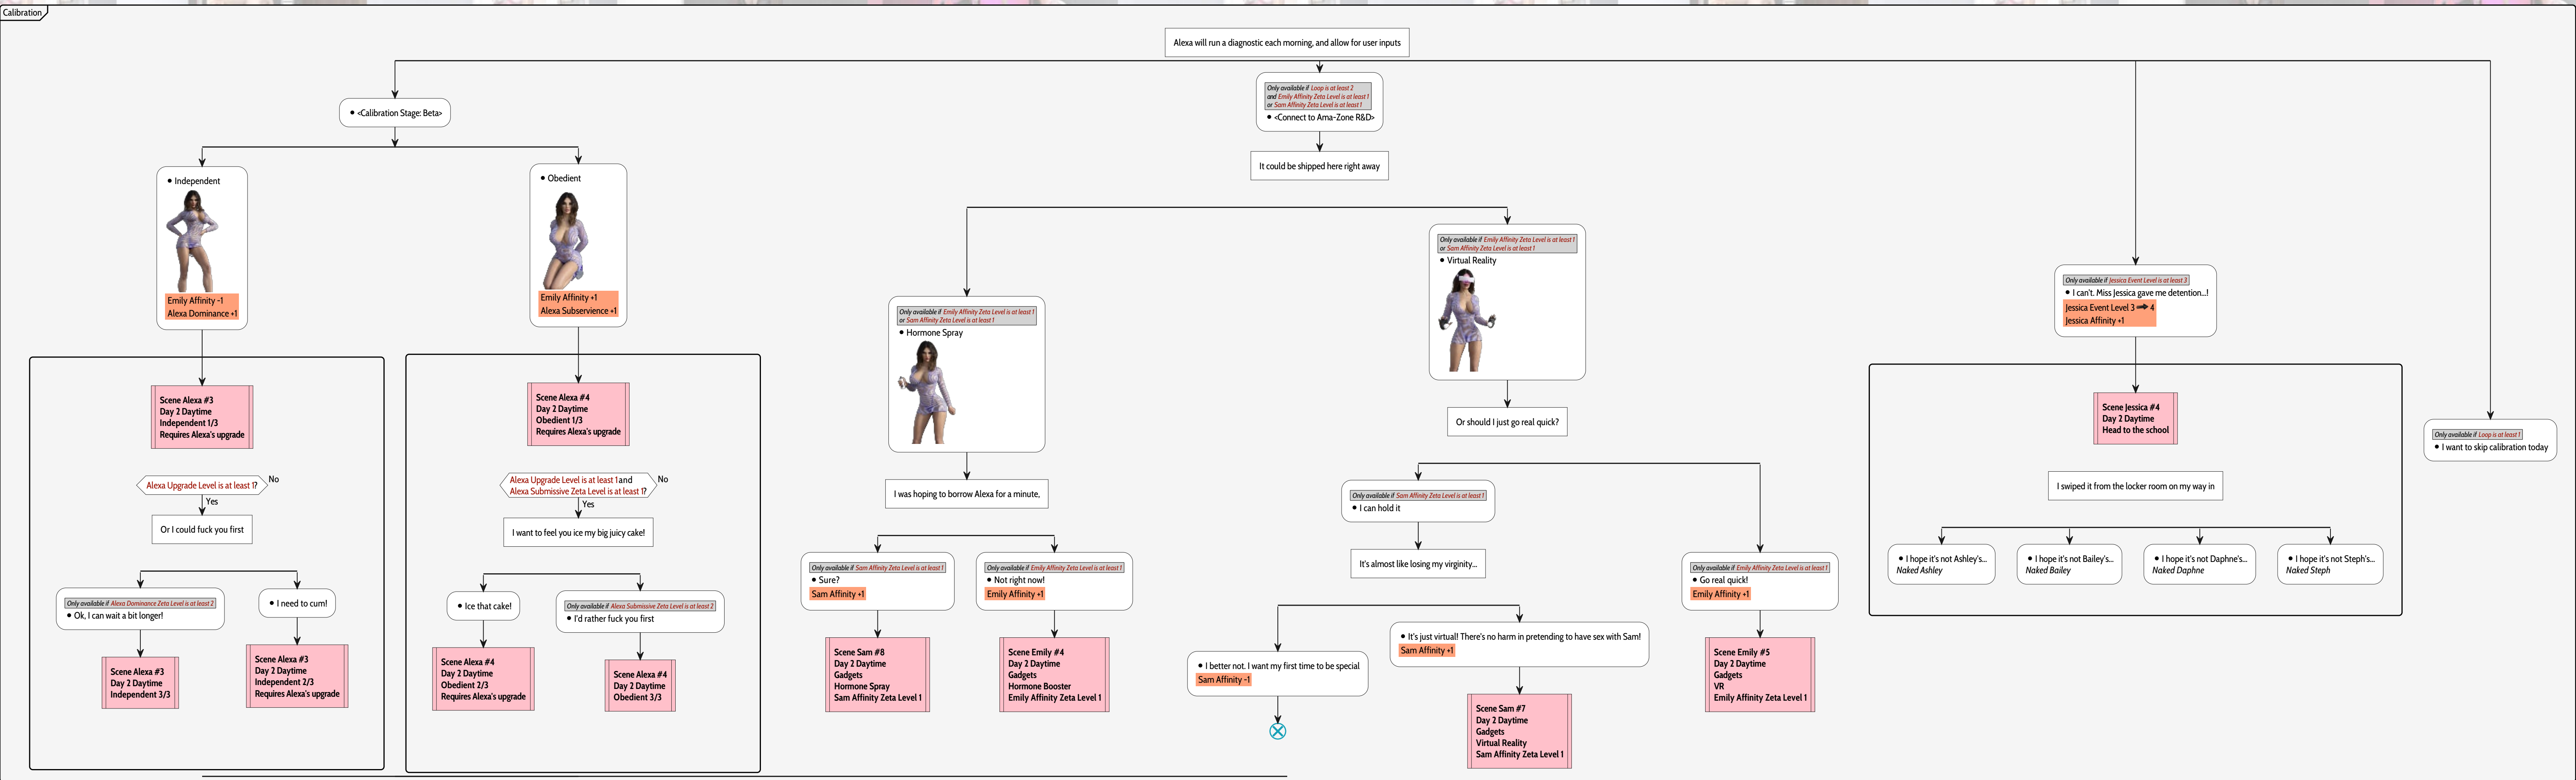 Calibration
Alexa will run a diagnostic each morning, and allow for user inputs
<Calibration Stage: Beta>
Independent
Emily Affinity -1
Alexa Dominance +1
Obedient
Emily Affinity +1
Alexa Subservience +1
Scene Alexa #3
Day 2 Daytime
Independent 1/3
Requires Alexa's upgrade
Alexa Upgrade Level is at least 1?
No
Yes
Or I could fuck you first
Only available if Alexa Dominance Zeta Level is at least 2
Ok, I can wait a bit longer!
I need to cum!
Scene Alexa #3
Day 2 Daytime
Independent 3/3
Scene Alexa #3
Day 2 Daytime
Independent 2/3
Requires Alexa's upgrade
Scene Alexa #4
Day 2 Daytime
Obedient 1/3
Requires Alexa's upgrade
Alexa Upgrade Level is at least 1 and
Alexa Submissive Zeta Level is at least 1?
No
Yes
I want to feel you ice my big juicy cake!
Ice that cake!
Only available if Alexa Submissive Zeta Level is at least 2
I'd rather fuck you first
Scene Alexa #4
Day 2 Daytime
Obedient 2/3
Requires Alexa's upgrade
Scene Alexa #4
Day 2 Daytime
Obedient 3/3
Only available if Loop is at least 2
and Emily Affinity Zeta Level is at least 1
or Sam Affinity Zeta Level is at least 1
<Connect to Ama-Zone R&D>
It could be shipped here right away
Only available if Emily Affinity Zeta Level is at least 1
or Sam Affinity Zeta Level is at least 1
Hormone Spray
I was hoping to borrow Alexa for a minute,
Only available if Sam Affinity Zeta Level is at least 1
Sure?
Sam Affinity +1
Only available if Emily Affinity Zeta Level is at least 1
Not right now!
Emily Affinity +1
Scene Sam #8
Day 2 Daytime
Gadgets
Hormone Spray
Sam Affinity Zeta Level 1
Scene Emily #4
Day 2 Daytime
Gadgets
Hormone Booster
Emily Affinity Zeta Level 1
Only available if Emily Affinity Zeta Level is at least 1
or Sam Affinity Zeta Level is at least 1
Virtual Reality
Or should I just go real quick?
Only available if Sam Affinity Zeta Level is at least 1
I can hold it
It's almost like losing my virginity...
I better not. I want my first time to be special
Sam Affinity -1
It's just virtual! There's no harm in pretending to have sex with Sam!
Sam Affinity +1
Scene Sam #7
Day 2 Daytime
Gadgets
Virtual Reality
Sam Affinity Zeta Level 1
Only available if Emily Affinity Zeta Level is at least 1
Go real quick!
Emily Affinity +1
Scene Emily #5
Day 2 Daytime
Gadgets
VR
Emily Affinity Zeta Level 1
Only available if Jessica Event Level is at least 3
I can't. Miss Jessica gave me detention...!
Jessica Event Level 3 ➡ 4
Jessica Affinity +1
Scene Jessica #4
Day 2 Daytime
Head to the school
I swiped it from the locker room on my way in
I hope it's not Ashley's...
Naked Ashley
I hope it's not Bailey's...
Naked Bailey
I hope it's not Daphne's...
Naked Daphne
I hope it's not Steph's...
Naked Steph
Only available if Loop is at least 1
I want to skip calibration today